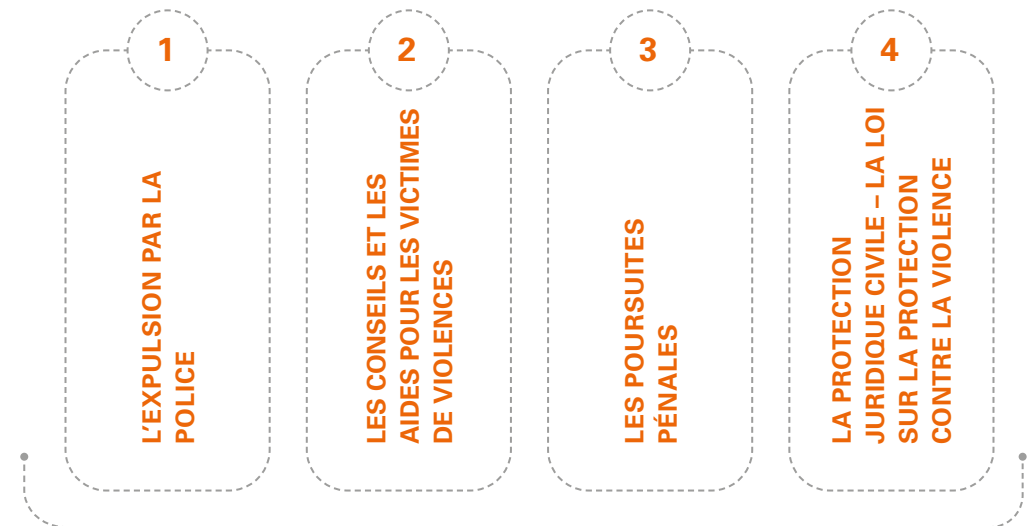 1
L’EXPULSION PAR LA
POLICE
2
LES CONSEILS ET LES
AIDES POUR LES VICTIMES
DE VIOLENCES
3
LES POURSUITES
PÉNALES
4
LA PROTECTION
JURIDIQUE CIVILE – LA LOI
SUR LA PROTECTION
CONTRE LA VIOLENCE